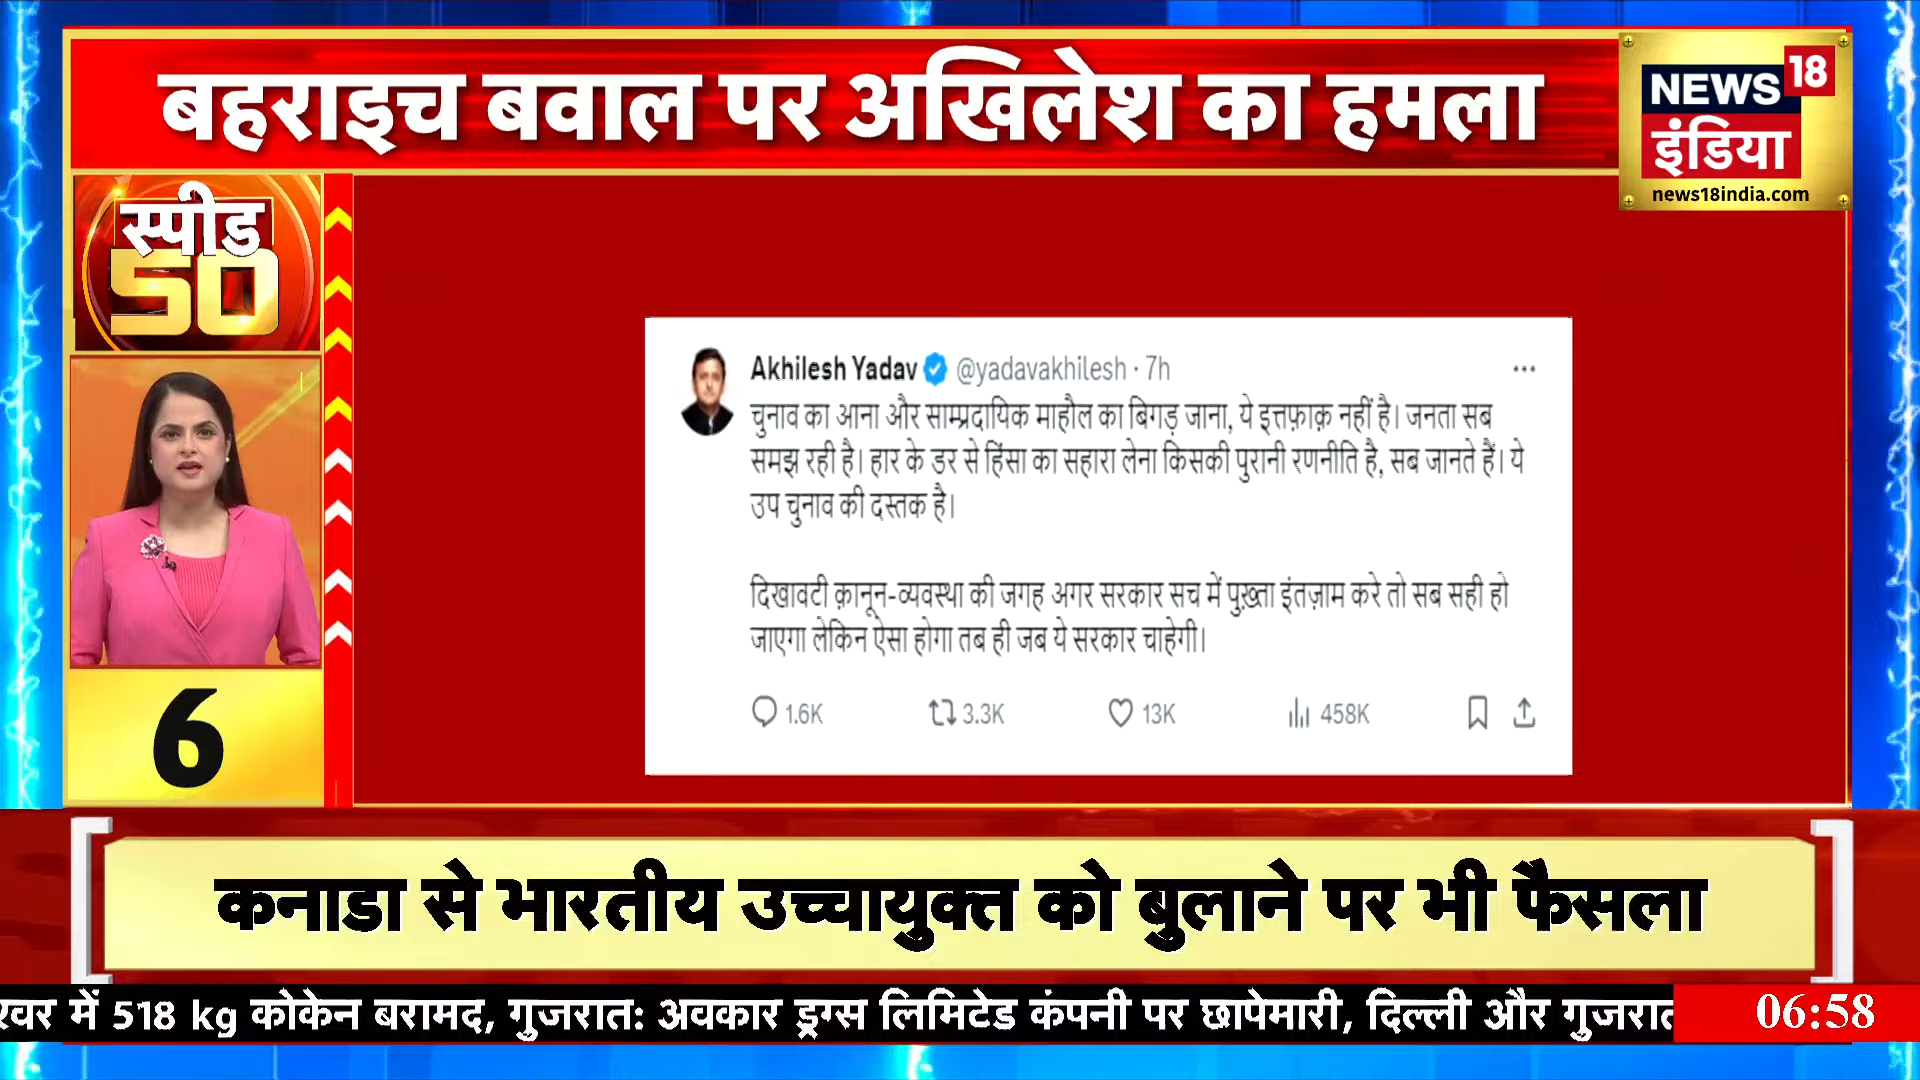 बहराइच बवाल पर अखिलेश का हमला
NEWS 18
इंडिया
news18india.com
स्पीड
50
6
Akhilesh Yadav @yadavakhilesh · 7h
चुनाव का आना और साम्प्रदायिक माहौल का बिगड़ जाना, ये इत्तफ़ाक़ नहीं है। जनता सब
समझ रही है। हार के डर से हिंसा का सहारा लेना किसकी पुरानी रणनीति है, सब जानते हैं। ये
उप चुनाव की दस्तक है।
दिखावटी क़ानून-व्यवस्था की जगह अगर सरकार सच में पुख़्ता इंतज़ाम करे तो सब सही हो
जाएगा लेकिन ऐसा होगा तब ही जब ये सरकार चाहेगी।
1.6K 3.3K 13K 458K
कनाडा से भारतीय उच्चायुक्त को बुलाने पर भी फैसला
में 518 kg कोकेन बरामद, गुजरात: अवकार ड्रग्स लिमिटेड कंपनी पर छापेमारी, दिल्ली और गुजरात
06:58